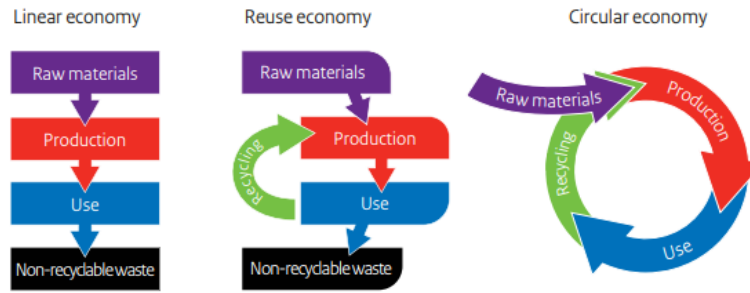 Linear economy
Raw materials
Production
Use
Non-recyclable waste
Reuse economy
Raw materials
Production
Recycling
Use
Non-recyclable waste
Circular economy
Raw materials
Production
Recycling
Use